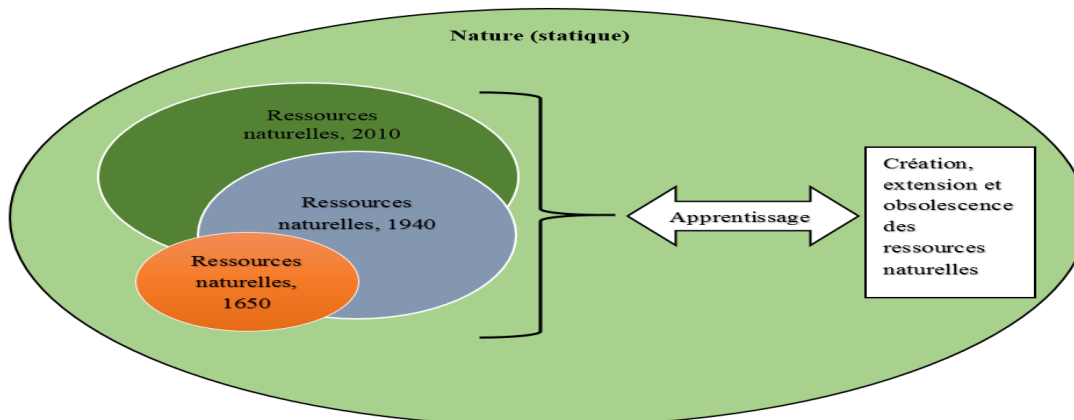 Nature (statique)
Ressources
naturelles, 2010
Ressources
naturelles, 1940
Ressources
naturelles,
1650
Apprentissage
Création,
extension et
obsolescence
des
ressources
naturelles